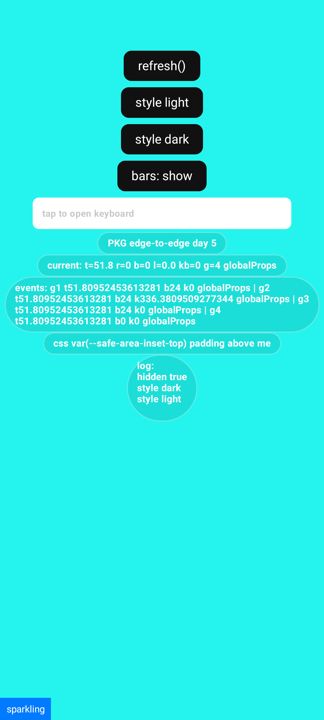 refresh()
style light
style dark
bars: show
tap to open keyboard
PKG edge-to-edge day 5
current: t=51.8 r=0 b=0 l=0.0 kb=0 g=4 globalProps
events: g1 t51.80952453613281 b24 k0 globalProps | g2
t51.80952453613281 b24 k336.3809509277344 globalProps | g3
t51.80952453613281 b24 k0 globalProps | g4
t51.80952453613281 b0 k0 globalProps
css var(--safe-area-inset-top) padding above me
log:
hidden true
style dark
style light
sparkling